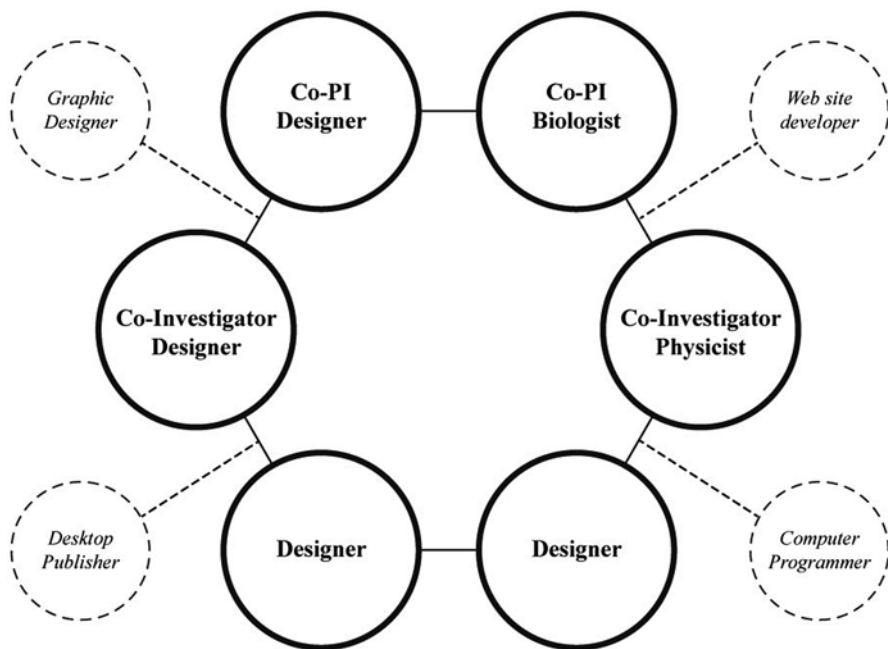 Graphic
Designer
Co-PI
Designer
Co-PI
Biologist
Web site
developer
Co-Investigator
Designer
Co-Investigator
Physicist
Desktop
Publisher
Designer
Designer
Computer
Programmer